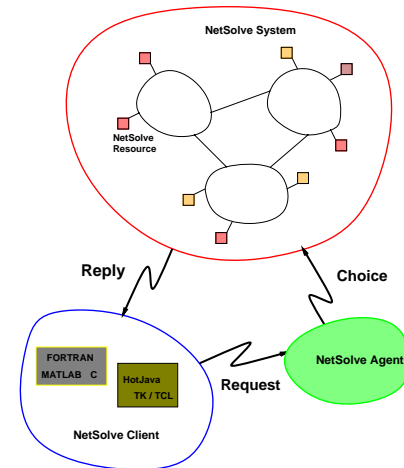 NetSolve System
NetSolve
Resource
Reply
Choice
FORTRAN
MATLAB C
HotJava
TK / TCL
NetSolve Agent
Request
NetSolve Client